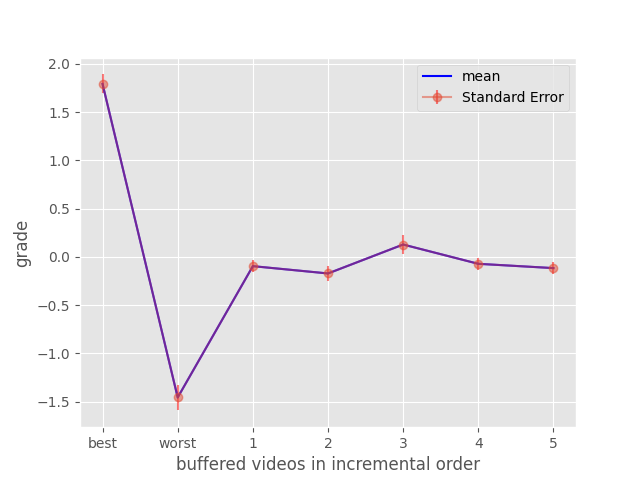 2.0
1.5
1.0
0.5
0.0
−0.5
−1.0
−1.5
grade
mean
Standard Error
best worst 1 2 3 4 5
buffered videos in incremental order